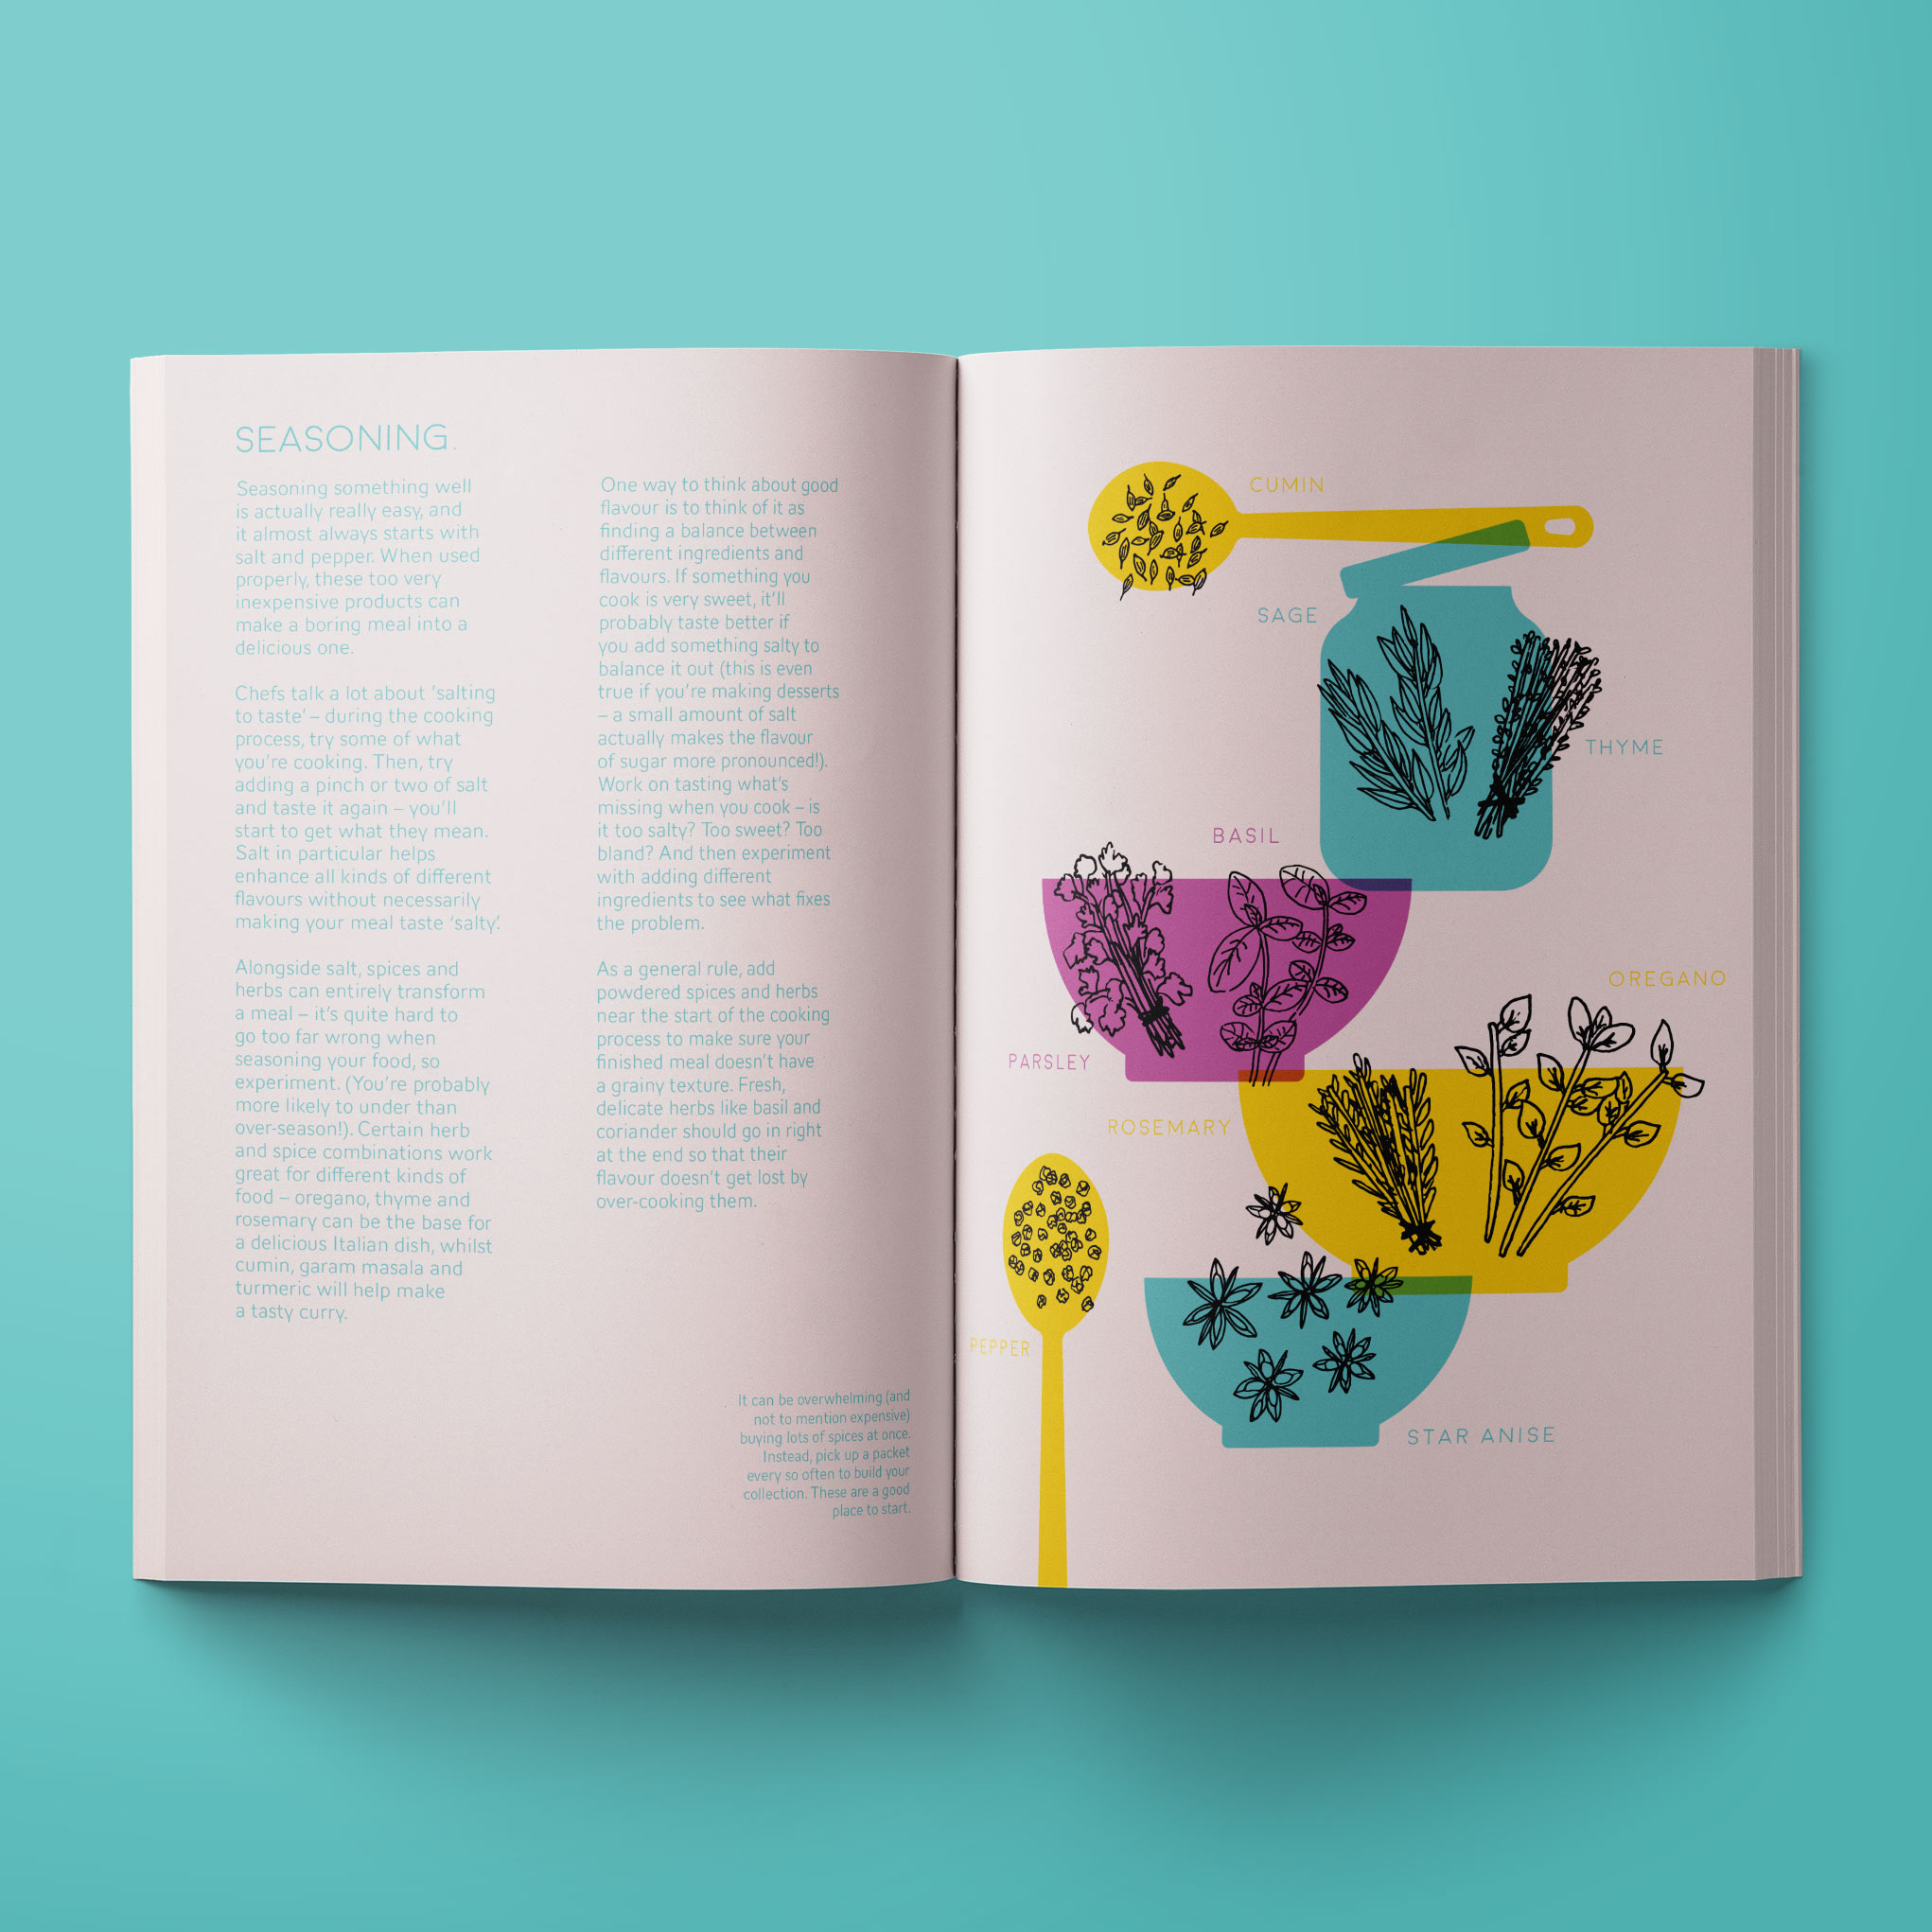 SEASONING.
Seasoning something well
is actually really easy, and
it almost always starts with
salt and pepper. When used
properly, these too very
inexpensive products can
make a boring meal into a
delicious one.
Chefs talk a lot about ‘salting
to taste’ – during the cooking
process, try some of what
you’re cooking. Then, try
adding a pinch or two of salt
and taste it again – you’ll
start to get what they mean.
Salt in particular helps
enhance all kinds of different
flavours without necessarily
making your meal taste ‘salty’.
Alongside salt, spices and
herbs can entirely transform
a meal – it’s quite hard to
go too far wrong when
seasoning your food, so
experiment. (You’re probably
more likely to under than
over-season!). Certain herb
and spice combinations work
great for different kinds of
food – oregano, thyme and
rosemary can be the base for
a delicious Italian dish, whilst
cumin, garam masala and
turmeric will help make
a tasty curry.
One way to think about good
flavour is to think of it as
finding a balance between
different ingredients and
flavours. If something you
cook is very sweet, it’ll
probably taste better if
you add something salty to
balance it out (this is even
true if you’re making desserts
– a small amount of salt
actually makes the flavour
of sugar more pronounced!).
Work on tasting what’s
missing when you cook – is
it too salty? Too sweet? Too
bland? And then experiment
with adding different
ingredients to see what fixes
the problem.
As a general rule, add
powdered spices and herbs
near the start of the cooking
process to make sure your
finished meal doesn’t have
a grainy texture. Fresh,
delicate herbs like basil and
coriander should go in right
at the end so that their
flavour doesn’t get lost by
over-cooking them.
It can be overwhelming (and
not to mention expensive)
buying lots of spices at once.
Instead, pick up a packet
every so often to build your
collection. These are a good
place to start.
CUMIN
SAGE
THYME
BASIL
OREGANO
PARSLEY
ROSEMARY
PEPPER
STAR ANISE